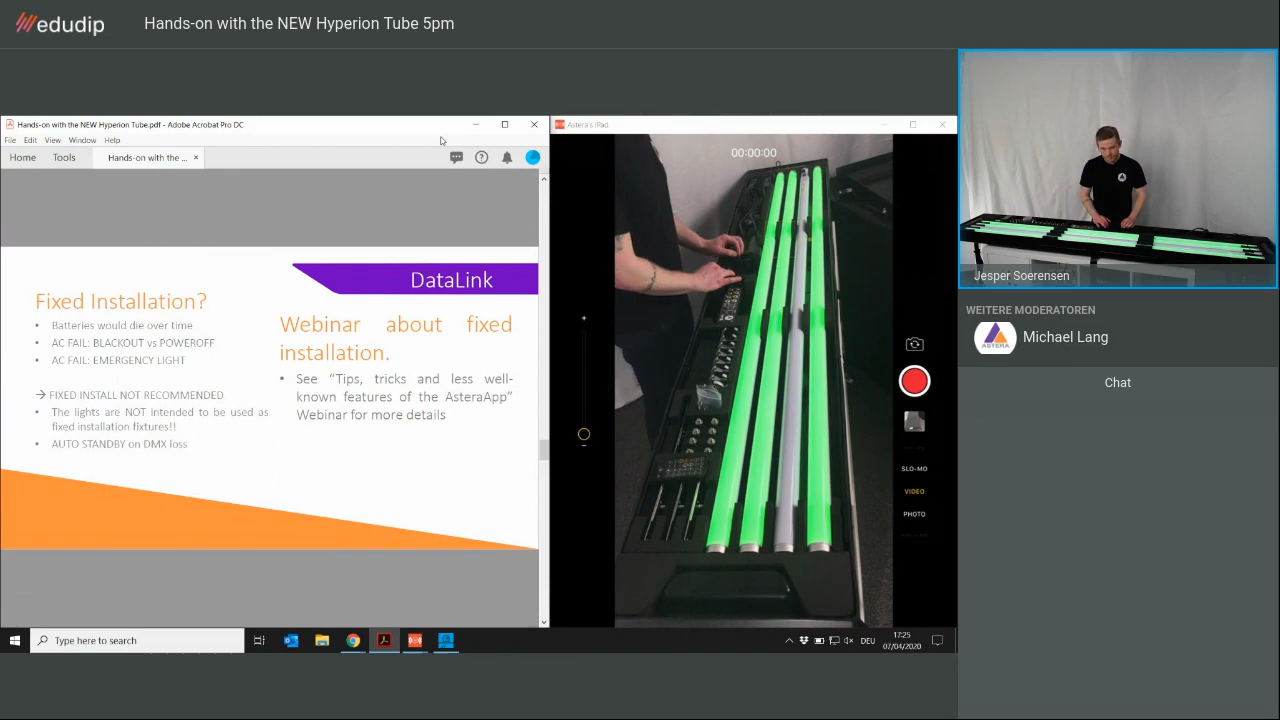 edudip
Hands-on with the NEW Hyperion Tube 5pm
Hands-on with the NEW Hyperion Tube.pdf - Adobe Acrobat Pro DC
File Edit View Window Help
Home Tools Hands-on with the ... ×
DataLink
Fixed Installation?
• Batteries would die over time
• AC FAIL: BLACKOUT vs POWEROFF
• AC FAIL: EMERGENCY LIGHT
→ FIXED INSTALL NOT RECOMMENDED
• The lights are NOT intended to be used as
fixed installation fixtures!!
• AUTO STANDBY on DMX loss
Webinar about fixed
installation.
• See “Tips, tricks and less well-
known features of the AsteraApp”
Webinar for more details
Astera's iPad
00:00:00
SLO-MO
VIDEO
PHOTO
Type here to search
DEU
17:25
07/04/2020
Jesper Soerensen
WEITERE MODERATOREN
ASTERA
Michael Lang
Chat